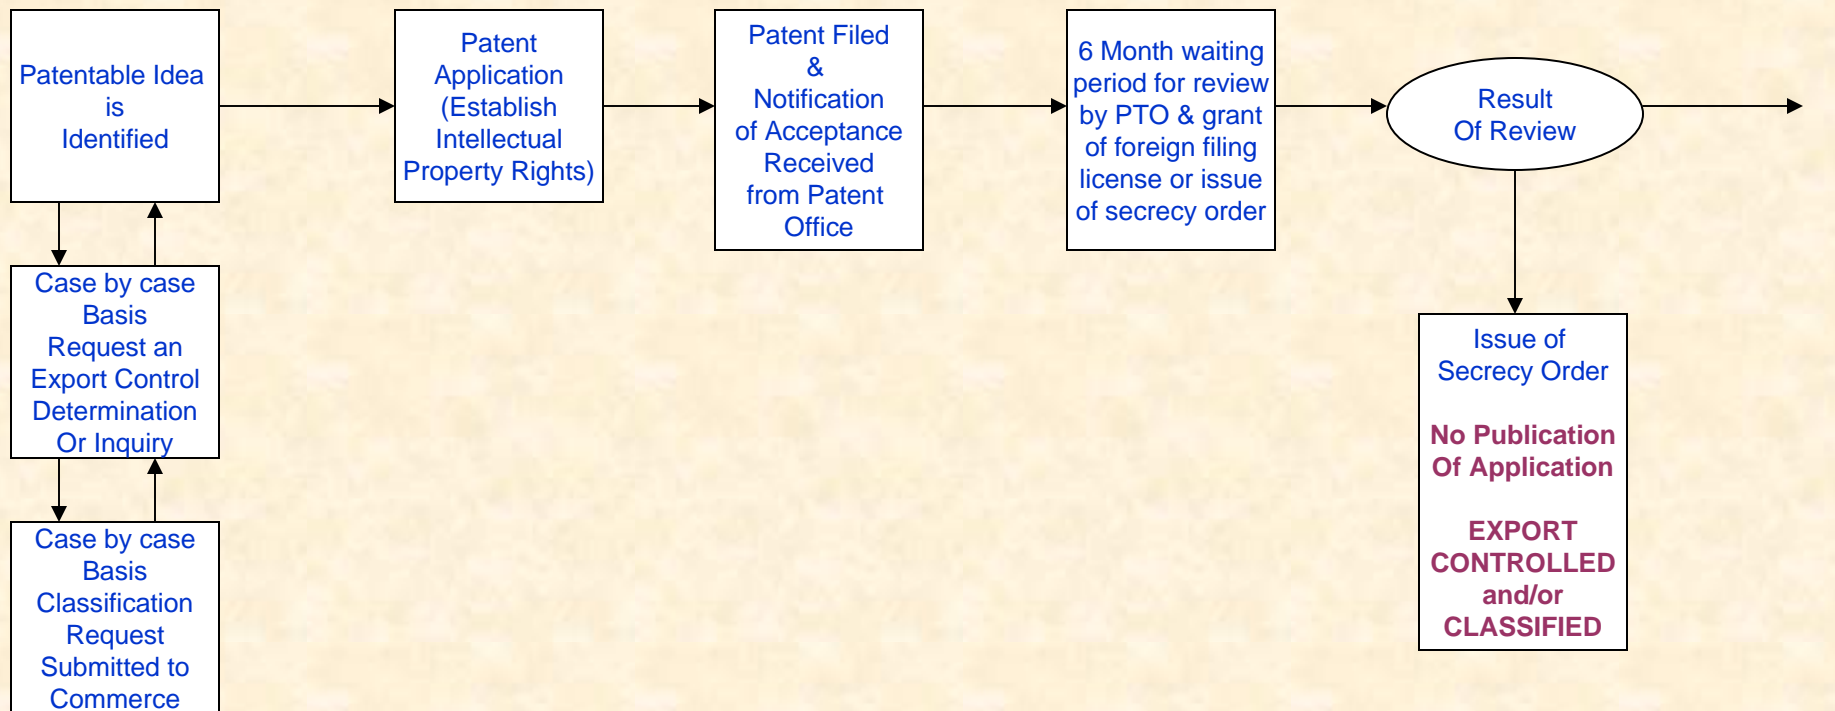 Patentable Idea
is
Identified
Patent
Application
(Establish
Intellectual
Property Rights)
Patent Filed
&
Notification
of Acceptance
Received
from Patent
Office
6 Month waiting
period for review
by PTO & grant
of foreign filing
license or issue
of secrecy order
Result
Of Review
Case by case
Basis
Request an
Export Control
Determination
Or Inquiry
Case by case
Basis
Classification
Request
Submitted to
Commerce
Issue of
Secrecy Order
No Publication
Of Application
EXPORT
CONTROLLED
and/or
CLASSIFIED